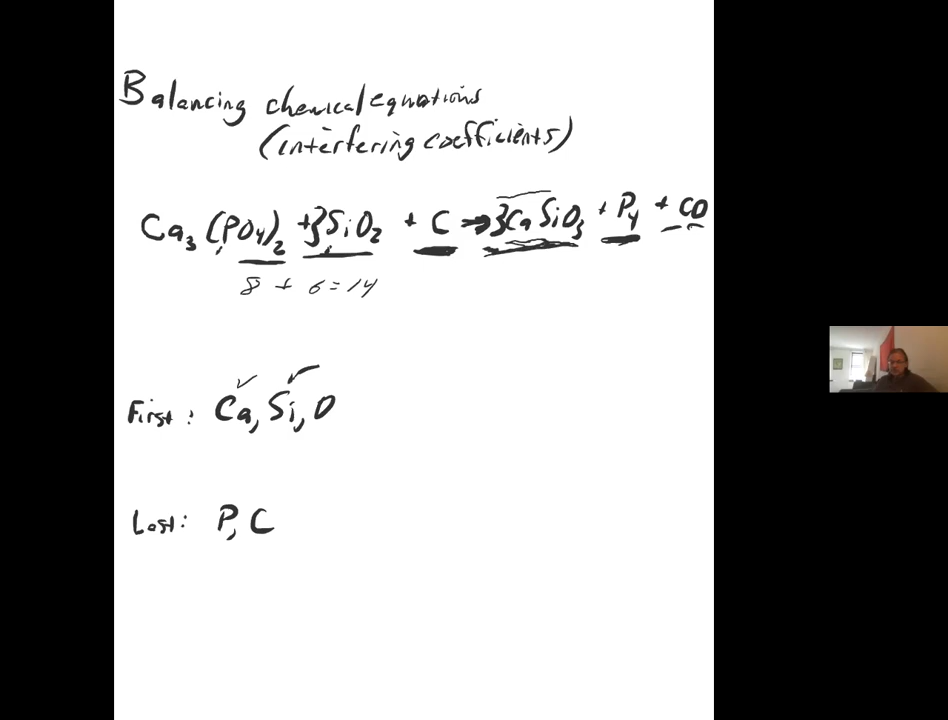 Balancing chemical equations
(interfering coefficients)
Ca₃(PO₄)₂ + 3SiO₂ + C → 3CaSiO₃ + P₄ + CO
8 + 6 = 14
First: Ca, Si, O
Last: P, C